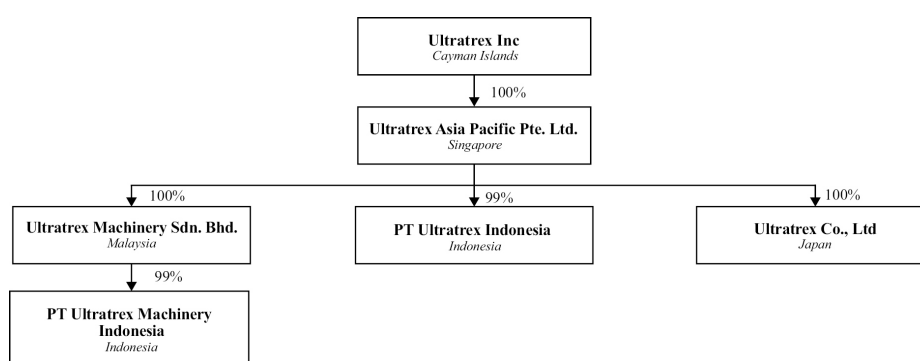 Ultratrex Inc
Cayman Islands
100%
Ultratrex Asia Pacific Pte. Ltd.
Singapore
100%
99%
100%
Ultratrex Machinery Sdn. Bhd.
Malaysia
PT Ultratrex Indonesia
Indonesia
Ultratrex Co., Ltd
Japan
99%
PT Ultratrex Machinery
Indonesia
Indonesia